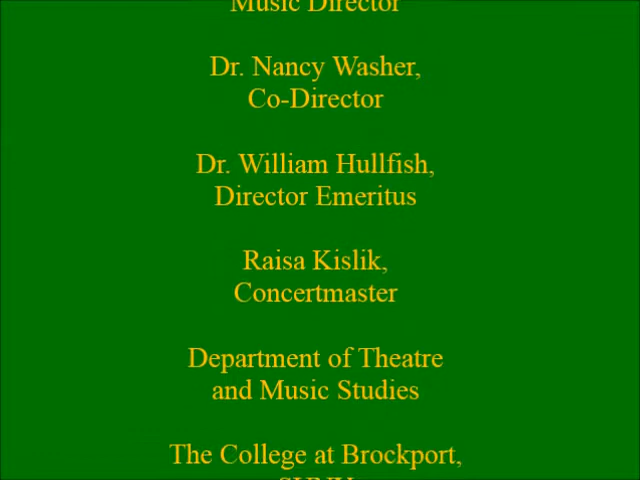 Music Director
Dr. Nancy Washer,
Co-Director
Dr. William Hullfish,
Director Emeritus
Raisa Kislik,
Concertmaster
Department of Theatre
and Music Studies
The College at Brockport,